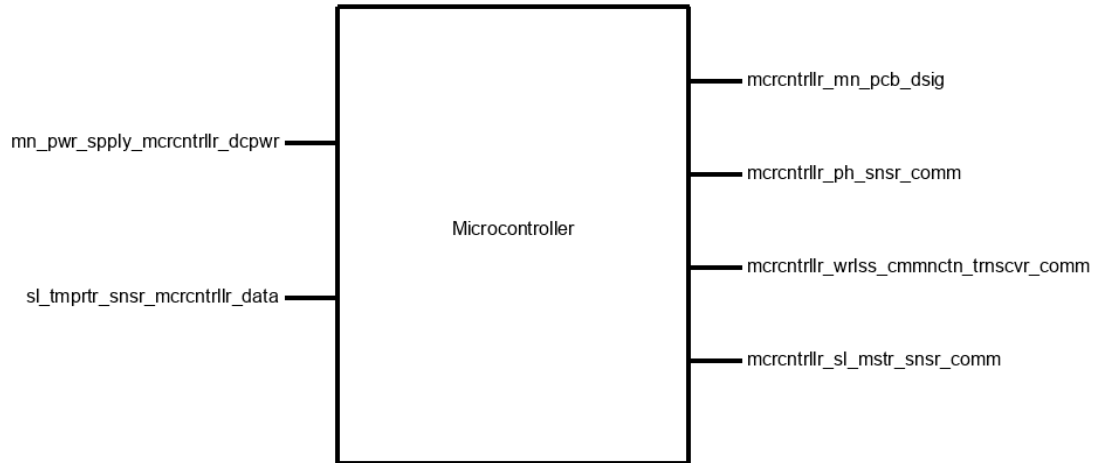 mcrcntrllr_mn_pcb_dsig
mn_pwr_spply_mcrcntrllr_dcpwr
mcrcntrllr_ph_snsr_comm
Microcontroller
mcrcntrllr_wrlss_cmmnctn_trnscvr_comm
sl_tmprtr_snsr_mcrcntrllr_data
mcrcntrllr_sl_mstr_snsr_comm